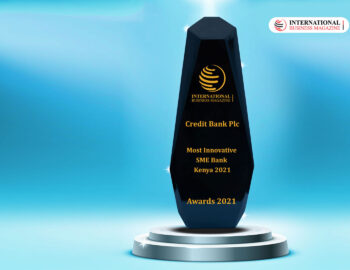 INTERNATIONAL
BUSINESS MAGAZINE
INTERNATIONAL
BUSINESS MAGAZINE
Credit Bank Plc
Most Innovative
SME Bank
Kenya 2021
Awards 2021